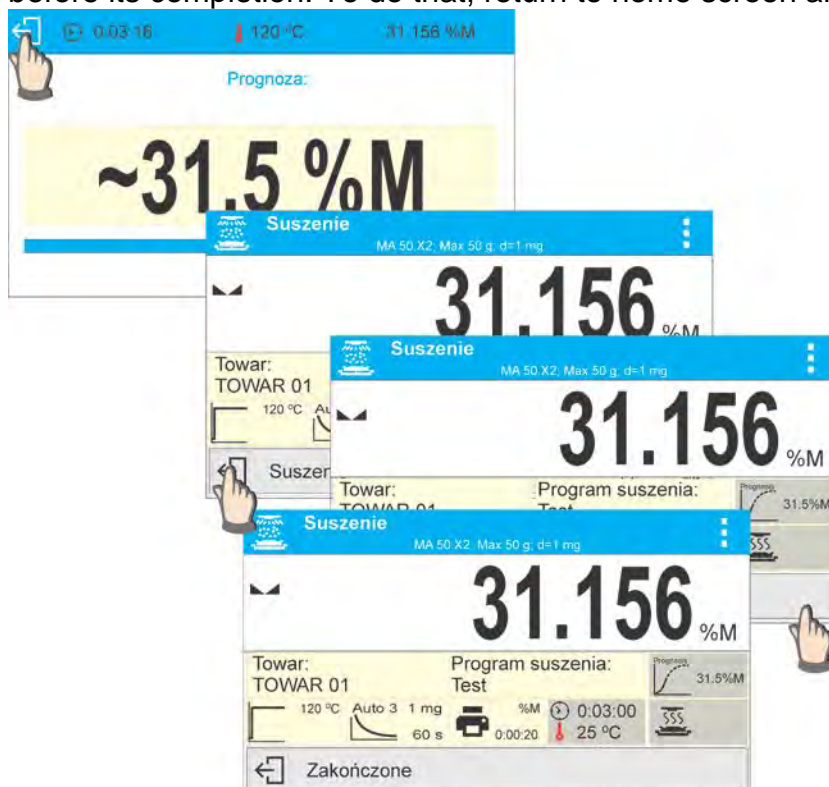 before its completion. To do that, return to home screen
0:03:16 120 °C 31.156 %M
Prognoza:
~31.5 %M
Suszenie
MA 50.X2; Max 50 g; d=1 mg
31.156
%M
Towar:
TOWAR 01
120 °C
Suszenie
MA 50.X2; Max 50 g; d=1 mg
31.156 %M
Towar: Program suszenia:
TOWAR 01 Test
Prognoza
31.5%M
Suszenie
MA 50.X2; Max 50 g; d=1 mg
31.156 %M
Towar: Program suszenia:
TOWAR 01 Test
Prognoza
31.5%M
120 °C Auto 3 1 mg %M 0:03:00
60 s 0:00:20 25 °C
Zakończone